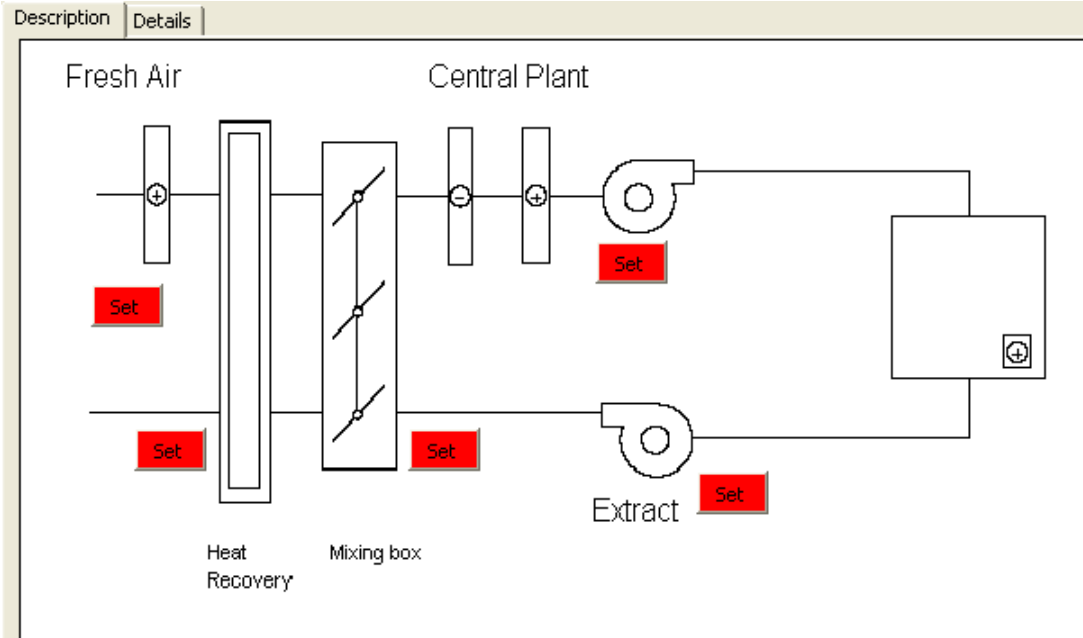 Description
Details
Fresh Air
Central Plant
Set
Set
Set
Set
Extract
Set
Heat
Recovery
Mixing box